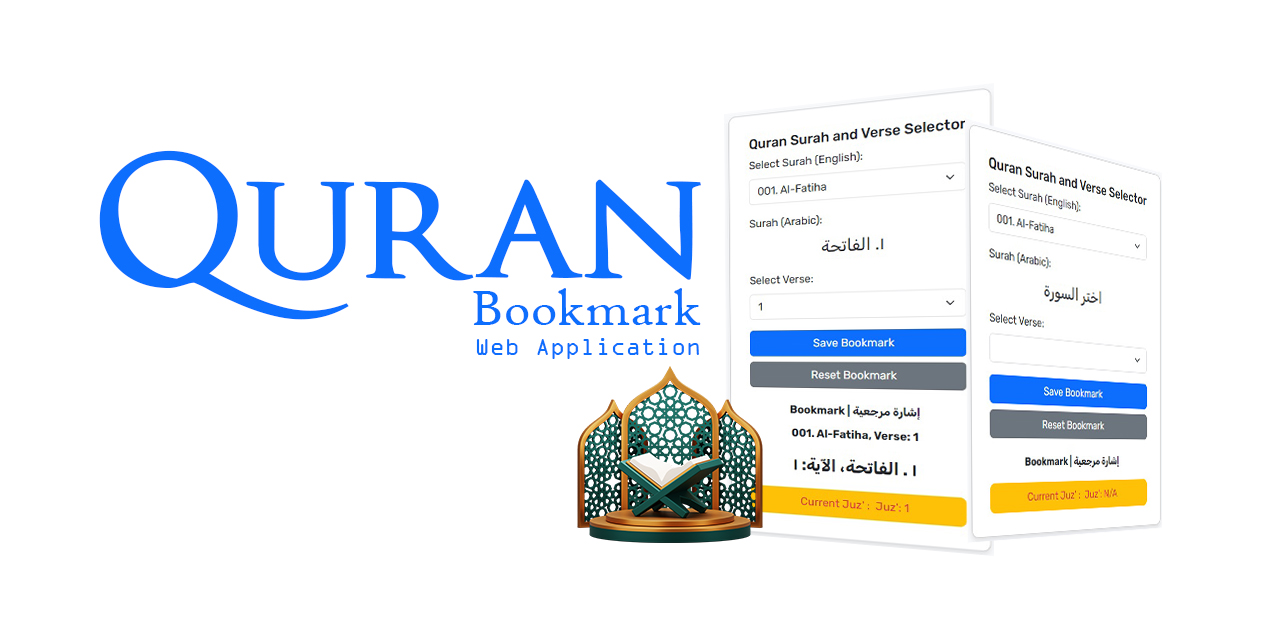 QURAN
Bookmark
Web Application
Quran Surah and Verse Selector
Select Surah (English):
001. Al-Fatiha
Surah (Arabic):
١. الفاتحة
Select Verse:
1
Save Bookmark
Reset Bookmark
Bookmark | إشارة مرجعية
001. Al-Fatiha, Verse: 1
١. الفاتحة، الآية: ١
Current Juz' : Juz': 1
Quran Surah and Verse Selector
Select Surah (English):
001. Al-Fatiha
Surah (Arabic):
اختر السورة
Select Verse:
Save Bookmark
Reset Bookmark
Bookmark | إشارة مرجعية
Current Juz' : Juz': N/A